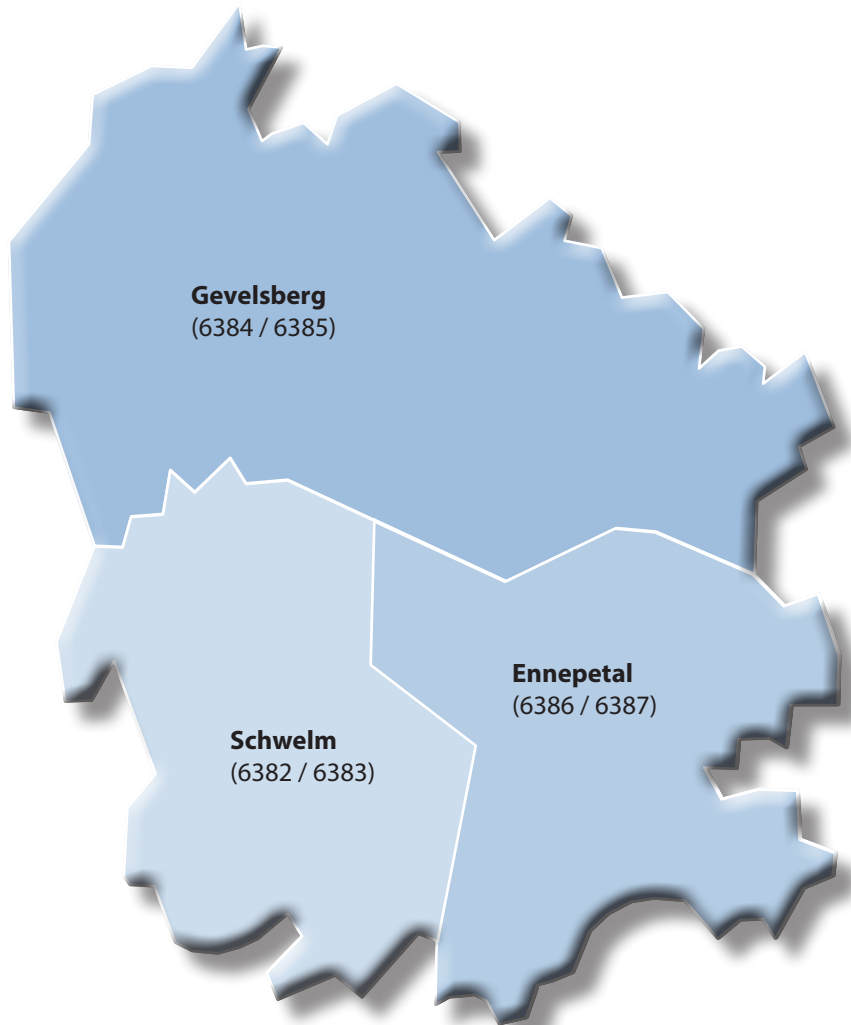 Gevelsberg
(6384 / 6385)
Ennepetal
(6386 / 6387)
Schwelm
(6382 / 6383)